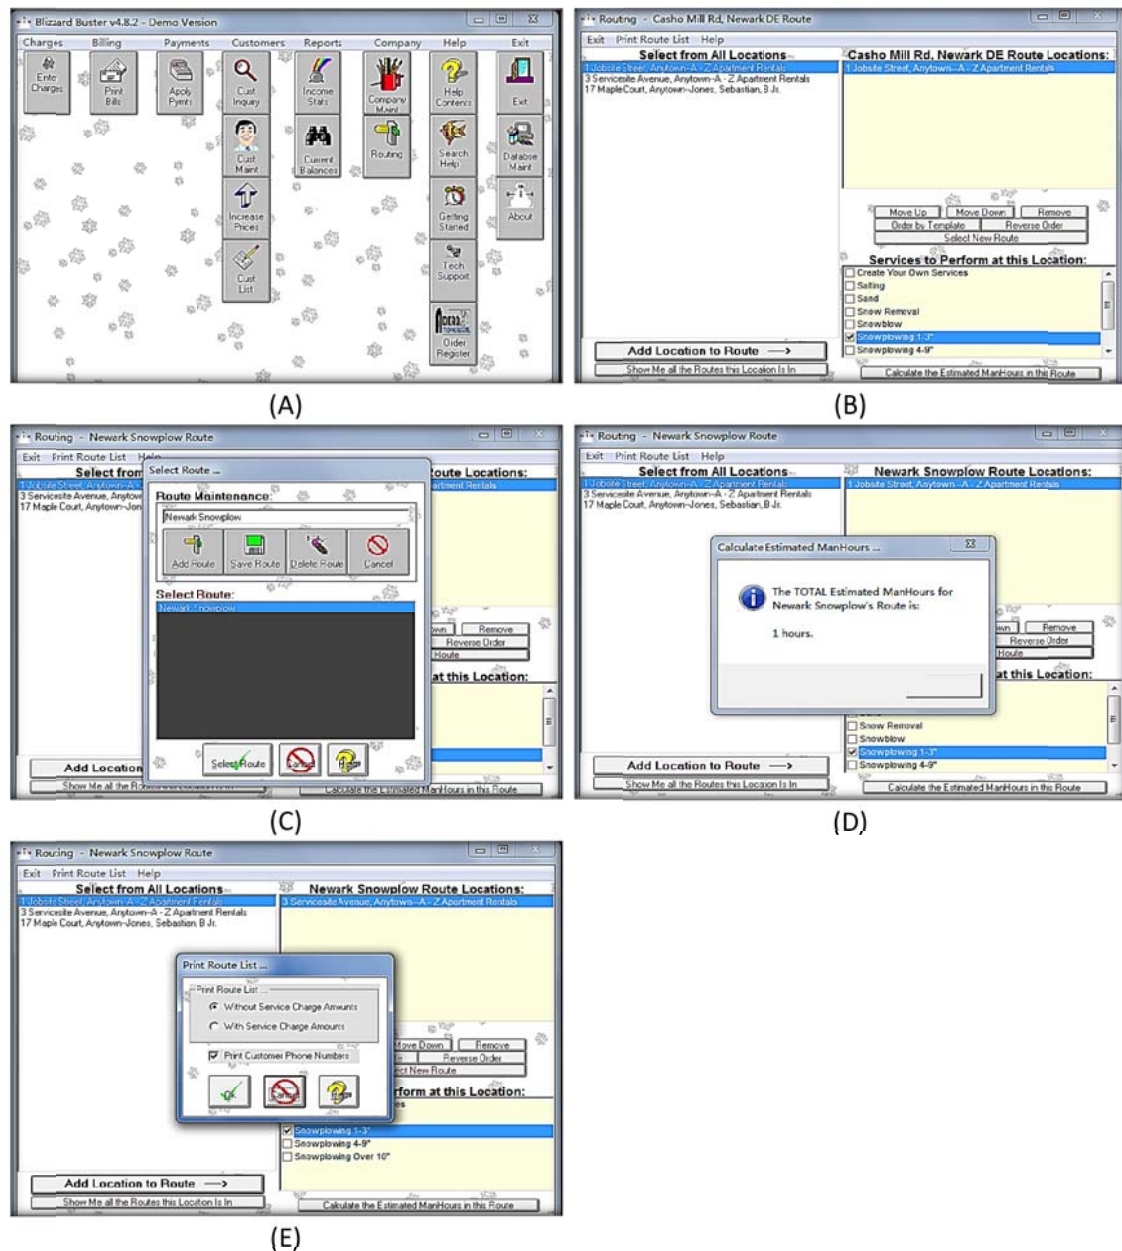 Blizzard Buster v4.8.2 - Demo Version
Charges Billing Payments Customers Reports Company Help Exit
Enter Charges
Print Bills
Apply Pymts
Cust Inquiry
Income Stats
Company Maint
Help Contents
Exit
Cust Maint
Current Balances
Routing
Search Help
Databse Maint
Increase Prices
Getting Started
About
Cust List
Tech Support
Order Register
(A)
Routing - Casho Mill Rd, Newark DE Route
Exit Print Route List Help
Select from All Locations
1 Jobsite Street, Anytown--A - Z Apartment Rentals
3 Servicesite Avenue, Anytown--A - Z Apartment Rentals
17 Maple Court, Anytown-Jones, Sebastian, B Jr.
Casho Mill Rd, Newark DE Route Locations:
1 Jobsite Street, Anytown--A - Z Apartment Rentals
Move Up Move Down Remove
Order by Template Reverse Order
Select New Route
Services to Perform at this Location:
Create Your Own Services
Salting
Sand
Snow Removal
Snowblow
Snowplowing 1-3"
Snowplowing 4-9"
Add Location to Route --->
Show Me all the Routes this Location Is In
Calculate the Estimated ManHours in this Route
(B)
Routing - Newark Snowplow Route
Exit Print Route List Help
Select from
1 Jobsite Street, Anytown
3 Servicesite Avenue, Anytow
17 Maple Court, Anytown-Jon
Select Route ...
Route Maintenance:
Newark Snowplow
Add Route Save Route Delete Route Cancel
Select Route:
Newark Snowplow
Select Route Cancel
oute Locations:
artment Rentals
own Remove
Reverse Order
Route
at this Location:
Add Location
Show Me all the Routes this Location Is In
Calculate the Estimated ManHours in this Route
(C)
Routing - Newark Snowplow Route
Exit Print Route List Help
Select from All Locations
1 Jobsite Street, Anytown--A - Z Apartment Rentals
3 Servicesite Avenue, Anytown--A - Z Apartment Rentals
17 Maple Court, Anytown-Jones, Sebastian, B Jr.
Newark Snowplow Route Locations:
1 Jobsite Street, Anytown--A - Z Apartment Rentals
Calculate Estimated ManHours ...
The TOTAL Estimated ManHours for
Newark Snowplow's Route is:
1 hours.
own Remove
Reverse Order
Route
at this Location:
Snow Removal
Snowblow
Snowplowing 1-3"
Snowplowing 4-9"
Add Location to Route --->
Show Me all the Routes this Location Is In
Calculate the Estimated ManHours in this Route
(D)
Routing - Newark Snowplow Route
Exit Print Route List Help
Select from All Locations
1 Jobsite Street, Anytown--A - Z Apartment Rentals
3 Servicesite Avenue, Anytown--A - Z Apartment Rentals
17 Maple Court, Anytown-Jones, Sebastian, B Jr.
Newark Snowplow Route Locations:
3 Servicesite Avenue, Anytown--A - Z Apartment Rentals
Print Route List ...
Print Route List ...
Without Service Charge Amounts
With Service Charge Amounts
Print Customer Phone Numbers
OK Cancel
Move Down Remove
Reverse Order
ect New Route
rform at this Location:
es
Snowplowing 1-3"
Snowplowing 4-9"
Snowplowing Over 10"
Add Location to Route --->
Show Me all the Routes this Location Is In
Calculate the Estimated ManHours in this Route
(E)